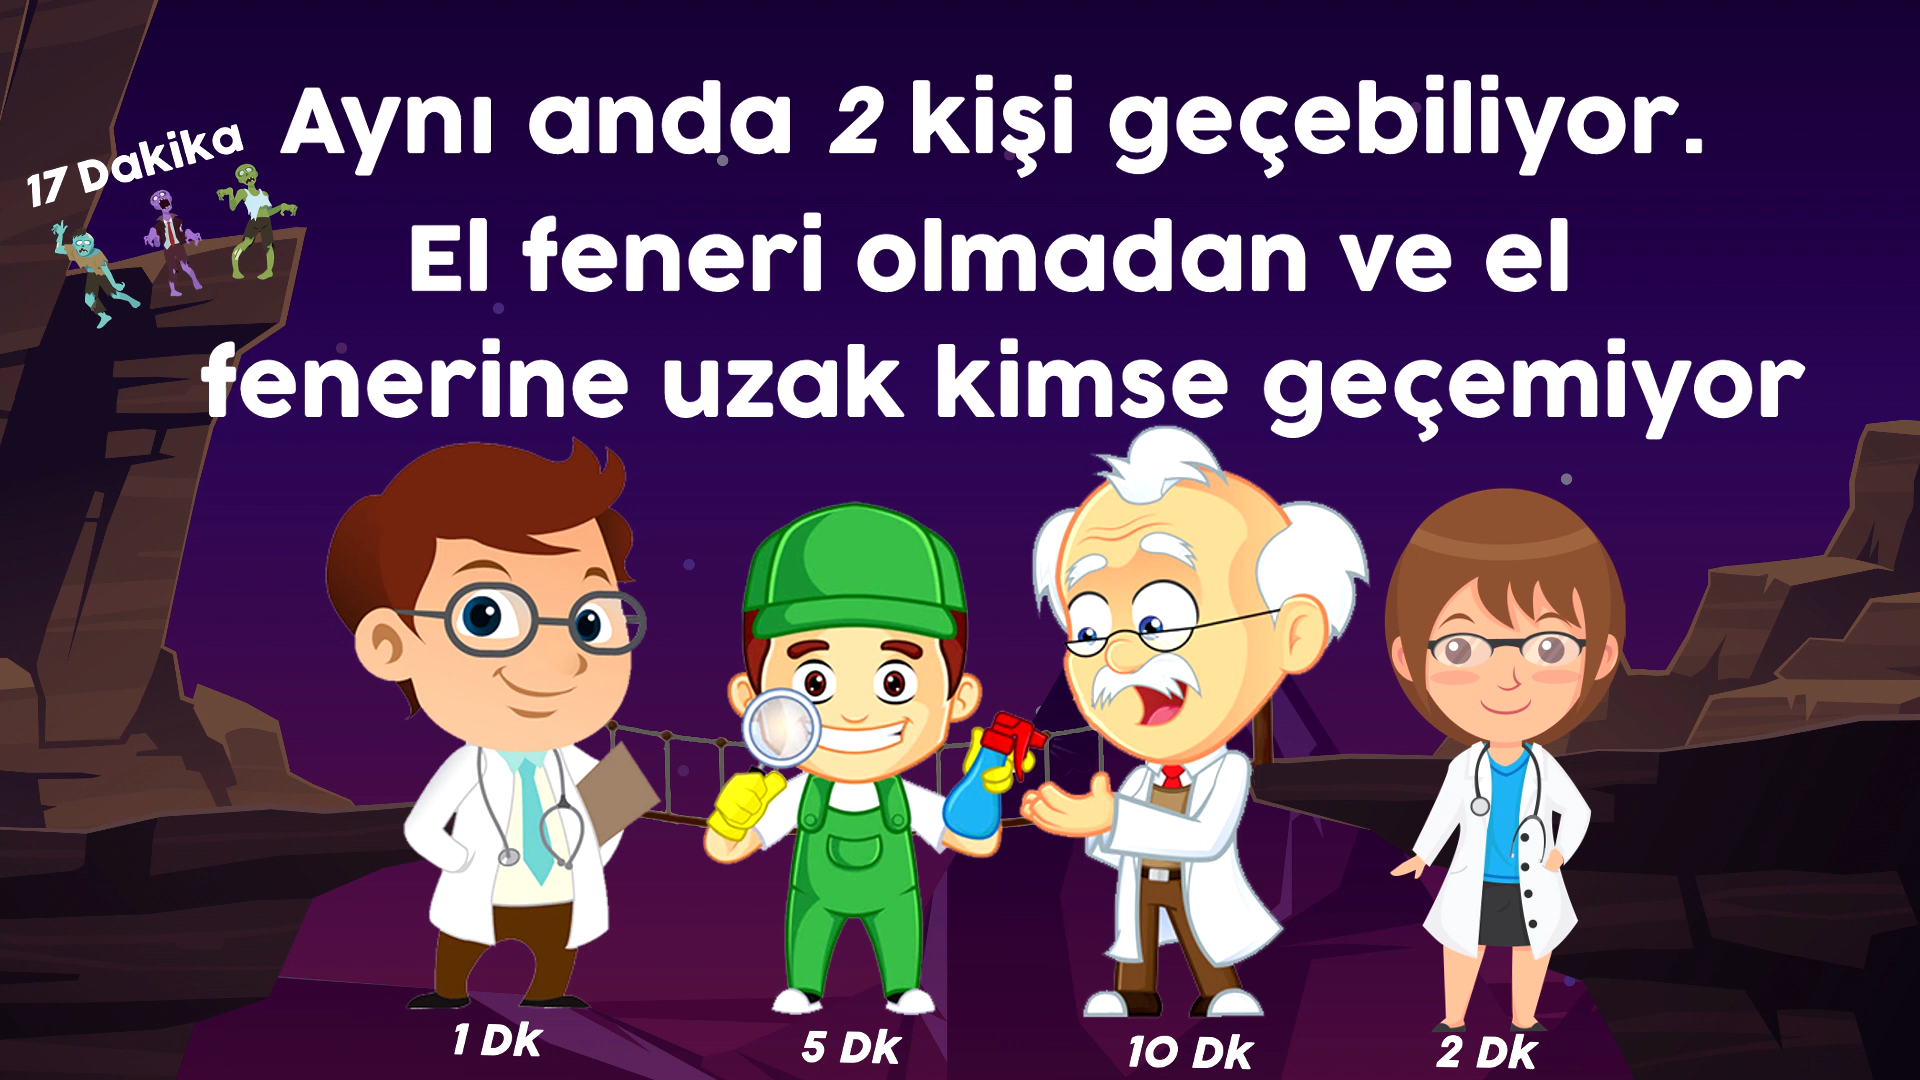 Aynı anda 2 kişi geçebiliyor.
El feneri olmadan ve el
fenerine uzak kimse geçemiyor
17 Dakika
1 Dk
5 Dk
10 Dk
2 Dk